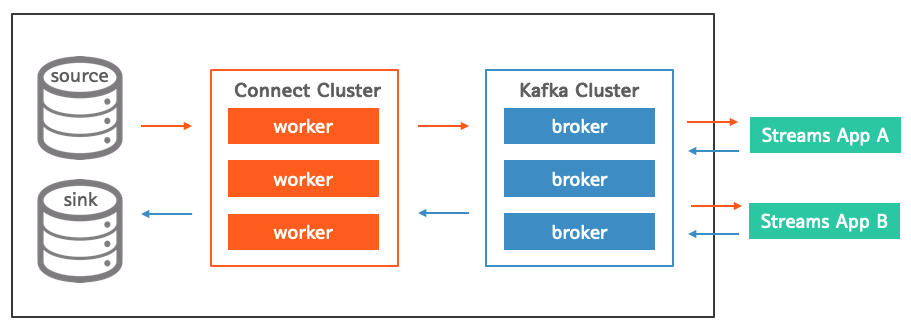 source
sink
Connect Cluster
worker
worker
worker
Kafka Cluster
broker
broker
broker
Streams App A
Streams App B